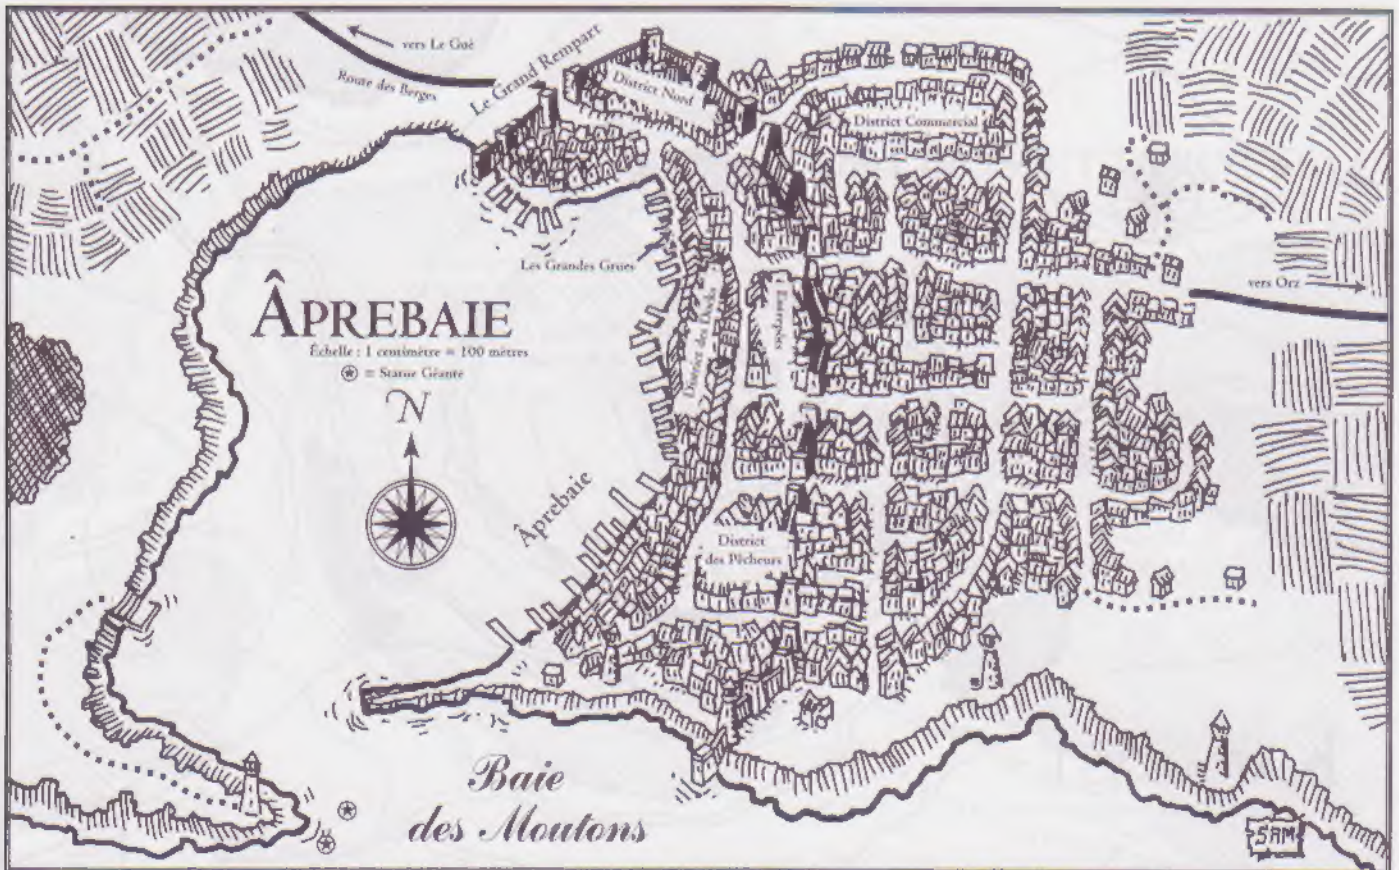 vers Le Gué
Route des Berges
Le Grand Rempart
District Nord
District Commercial
Les Grandes Grues
District des Docks
Entrepôts
vers Orz
ÂPREBAIE
Échelle : 1 centimètre = 100 mètres
= Statue Géante
N
Âprebaie
District
des Pêcheurs
Baie
des Moutons
SAM